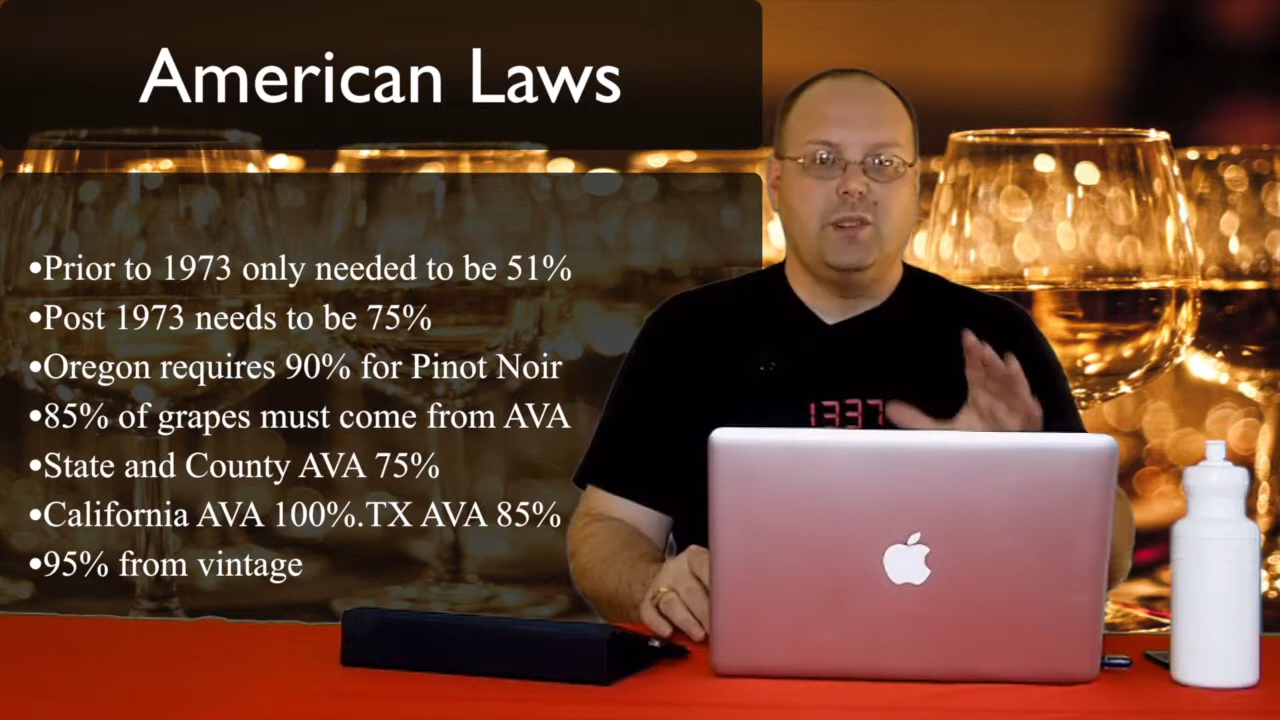 American Laws
•Prior to 1973 only needed to be 51%
•Post 1973 needs to be 75%
•Oregon requires 90% for Pinot Noir
•85% of grapes must come from AVA
•State and County AVA 75%
•California AVA 100%.TX AVA 85%
•95% from vintage
1337